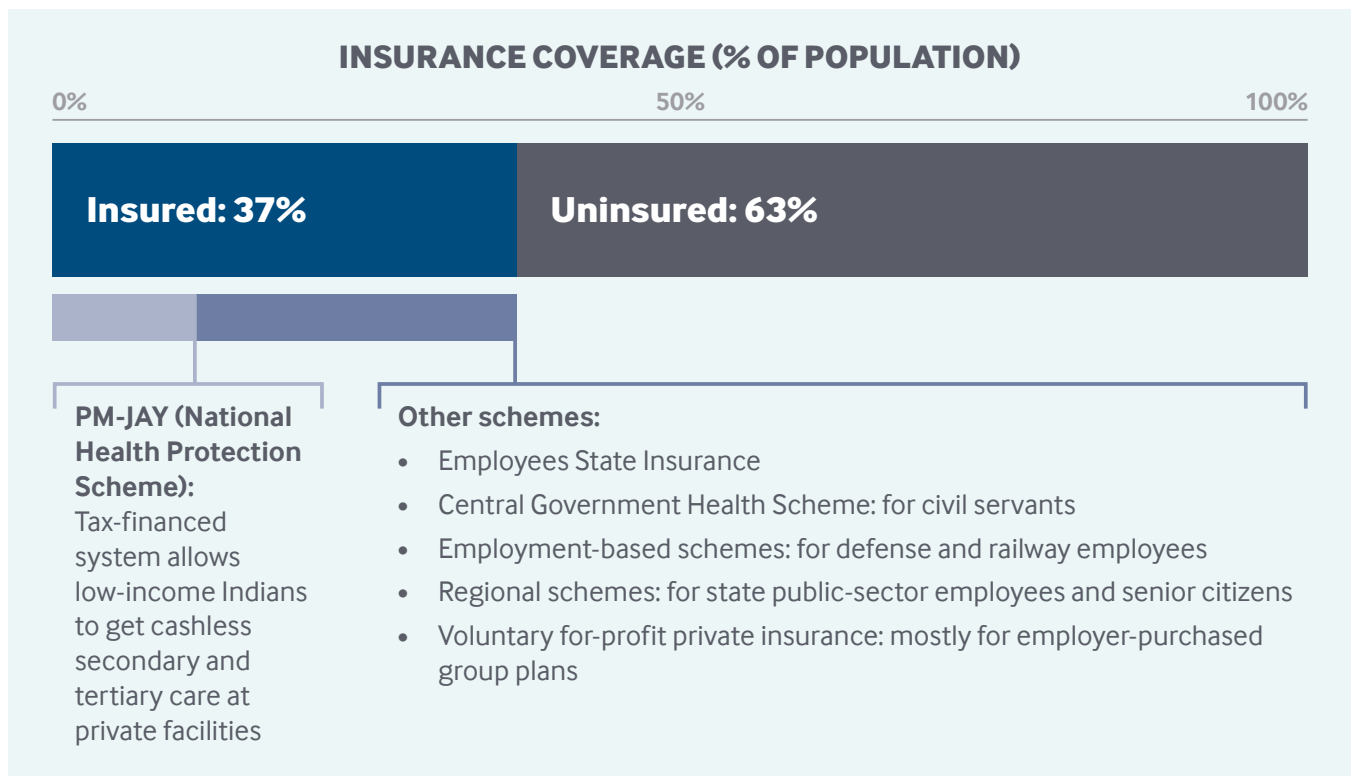 INSURANCE COVERAGE (% OF POPULATION)
0% 50% 100%
Insured: 37% Uninsured: 63%
PM-JAY (National
Health Protection
Scheme):
Tax-financed
system allows
low-income Indians
to get cashless
secondary and
tertiary care at
private facilities
Other schemes:
• Employees State Insurance
• Central Government Health Scheme: for civil servants
• Employment-based schemes: for defense and railway employees
• Regional schemes: for state public-sector employees and senior citizens
• Voluntary for-profit private insurance: mostly for employer-purchased
group plans